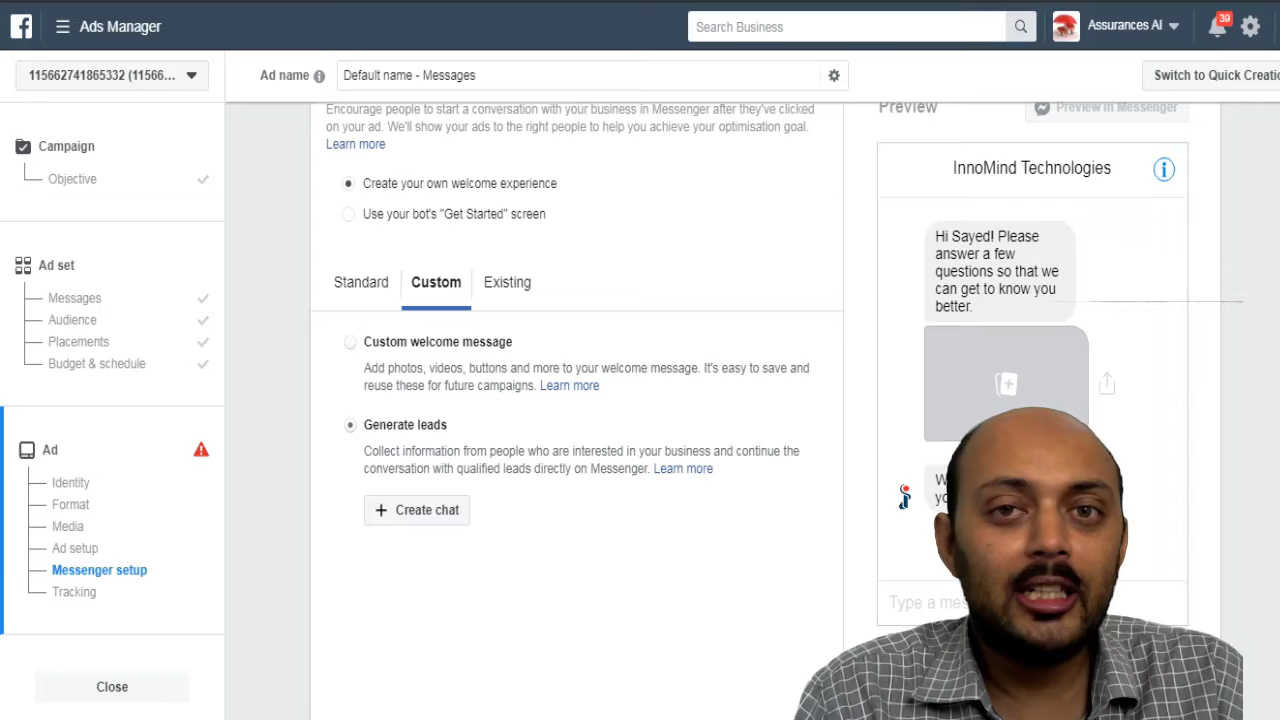 Ads Manager
Search Business
Assurances AI
39
115662741865332 (11566...
Ad name
Default name - Messages
Switch to Quick Creatio
Campaign
Objective
Ad set
Messages
Audience
Placements
Budget & schedule
Ad
Identity
Format
Media
Ad setup
Messenger setup
Tracking
Close
Encourage people to start a conversation with your business in Messenger after they've clicked
on your ad. We'll show your ads to the right people to help you achieve your optimisation goal.
Learn more
Create your own welcome experience
Use your bot's "Get Started" screen
Standard
Custom
Existing
Custom welcome message
Add photos, videos, buttons and more to your welcome message. It's easy to save and
reuse these for future campaigns. Learn more
Generate leads
Collect information from people who are interested in your business and continue the
conversation with qualified leads directly on Messenger. Learn more
+ Create chat
Preview
Preview in Messenger
InnoMind Technologies
Hi Sayed! Please
answer a few
questions so that we
can get to know you
better.
Type a mes